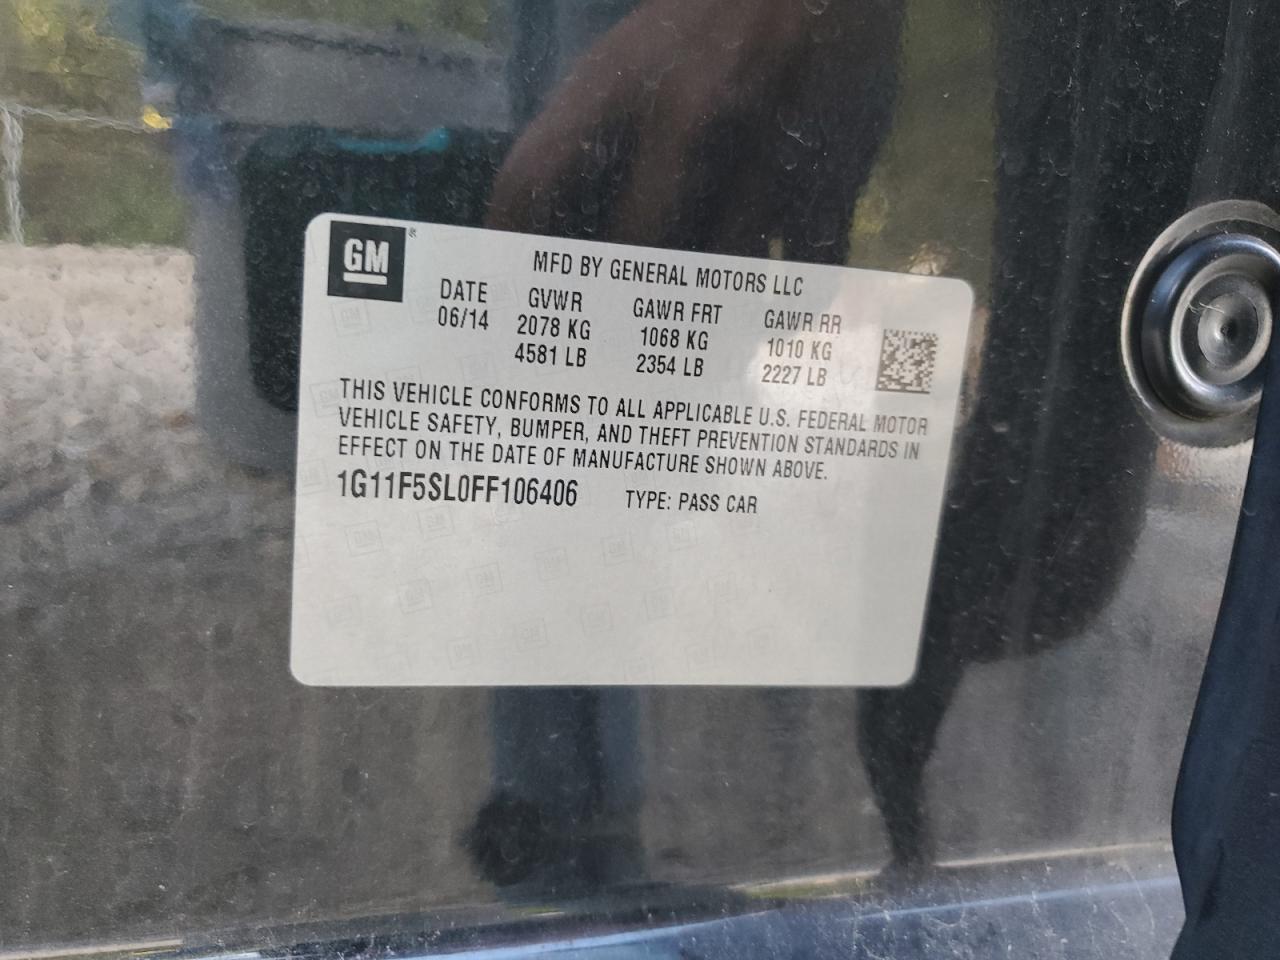 GM®
MFD BY GENERAL MOTORS LLC
DATE GVWR GAWR FRT GAWR RR
06/14 2078 KG 1068 KG 1010 KG
4581 LB 2354 LB 2227 LB
THIS VEHICLE CONFORMS TO ALL APPLICABLE U.S. FEDERAL MOTOR
VEHICLE SAFETY, BUMPER, AND THEFT PREVENTION STANDARDS IN
EFFECT ON THE DATE OF MANUFACTURE SHOWN ABOVE.
1G11F5SL0FF106406 TYPE: PASS CAR